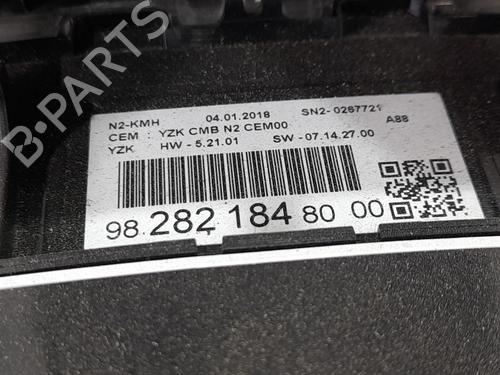 N2-KMH 04.01.2018 SN2- 0267721
CEM : YZK CMB N2 CEM00 A88
YZK HW - 5.21.01 SW - 07.14.27.00
98 282 184 80 00
B-PARTS